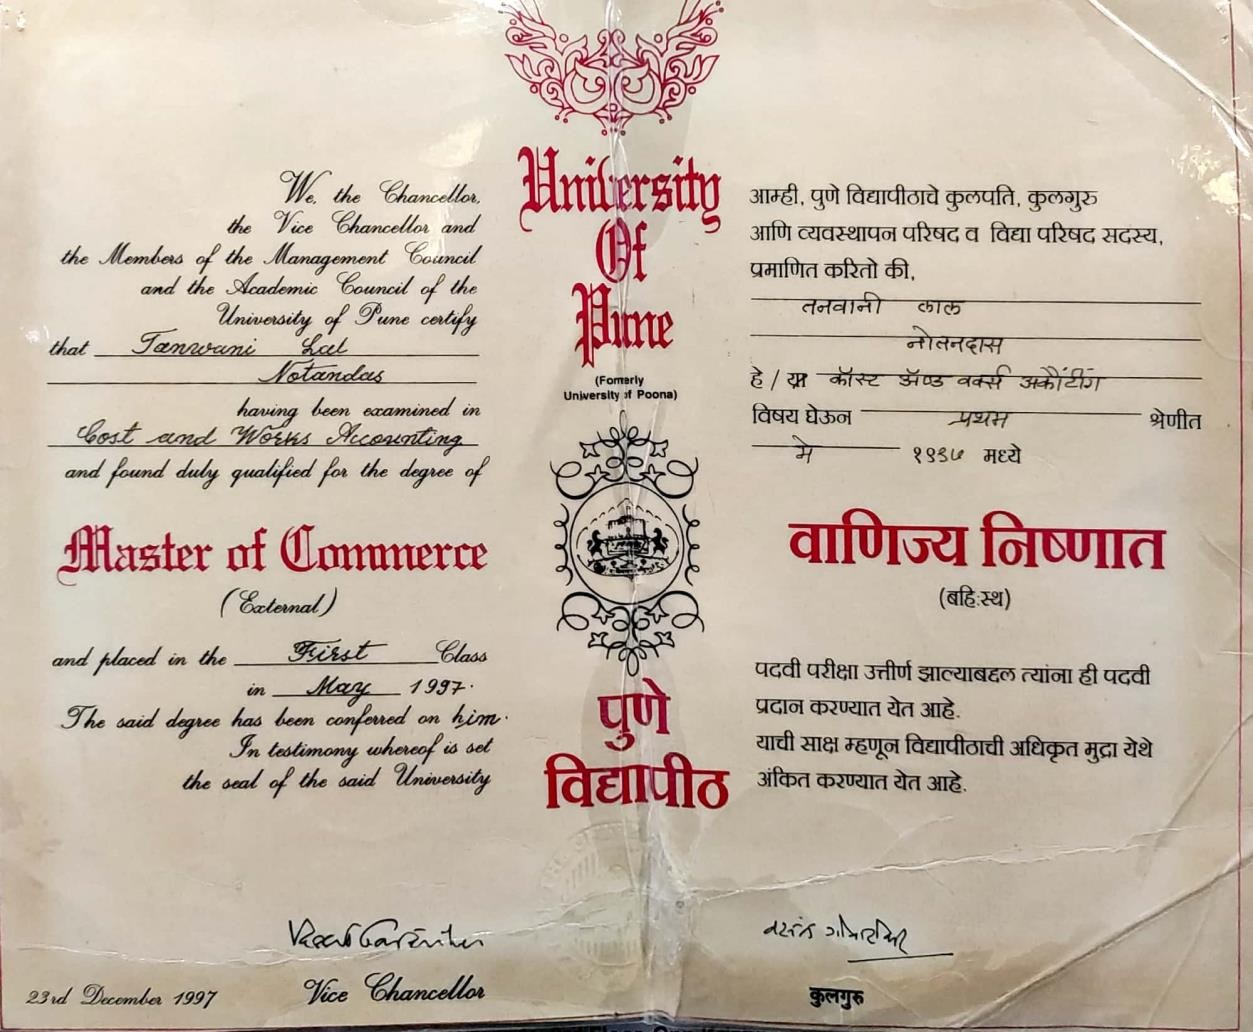 University
Of
Pune
(Fomerly
University of Poona)
We, the Chancellor,
the Vice Chancellor and
the Members of the Management Council
and the Academic Council of the
University of Pune certify
that Tanwani Lal
Notandas
having been examined in
Cost and Works Accounting
and found duly qualified for the degree of
Master of Commerce
(External)
and placed in the First Class
in May 1997.
The said degree has been conferred on him.
In testimony whereof is set
the seal of the said University
Vice Chancellor
23rd December 1997
पुणे
विद्यापीठ
आम्ही, पुणे विद्यापीठाचे कुलपति, कुलगुरु
आणि व्यवस्थापन परिषद व विद्या परिषद सदस्य,
प्रमाणित करितो की,
तनवानी लाल
नोतनदास
हे / या कॉस्ट अ‍ॅण्ड वर्क्स अकौंटींग
विषय घेऊन प्रथम श्रेणीत
मे १९९७ मध्ये
वाणिज्य निष्णात
(बहि:स्थ)
पदवी परीक्षा उत्तीर्ण झाल्याबद्दल त्यांना ही पदवी
प्रदान करण्यात येत आहे.
याची साक्ष म्हणून विद्यापीठाची अधिकृत मुद्रा येथे
अंकित करण्यात येत आहे.
कुलगुरु